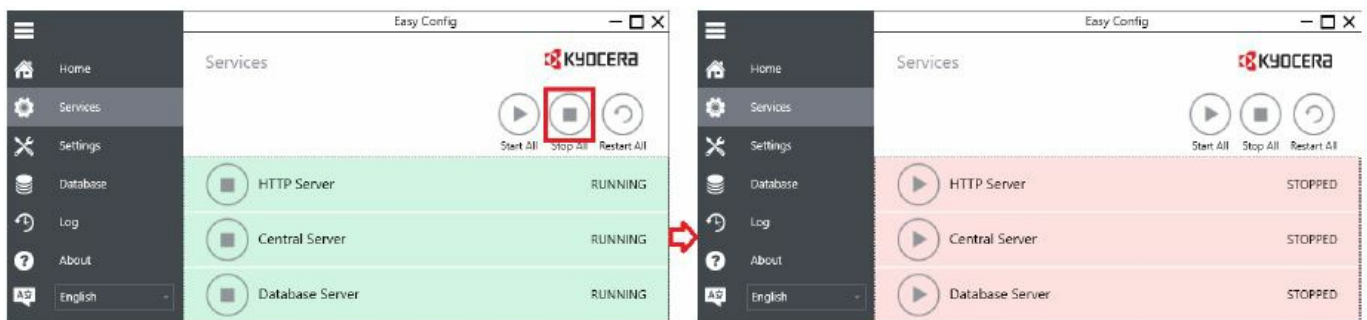 Easy Config
Services
KYOCERA
Home
Services
Settings
Database
Log
About
English
Start All Stop All Restart All
HTTP Server RUNNING
Central Server RUNNING
Database Server RUNNING
Easy Config
Services
KYOCERA
Home
Services
Settings
Database
Log
About
English
Start All Stop All Restart All
HTTP Server STOPPED
Central Server STOPPED
Database Server STOPPED